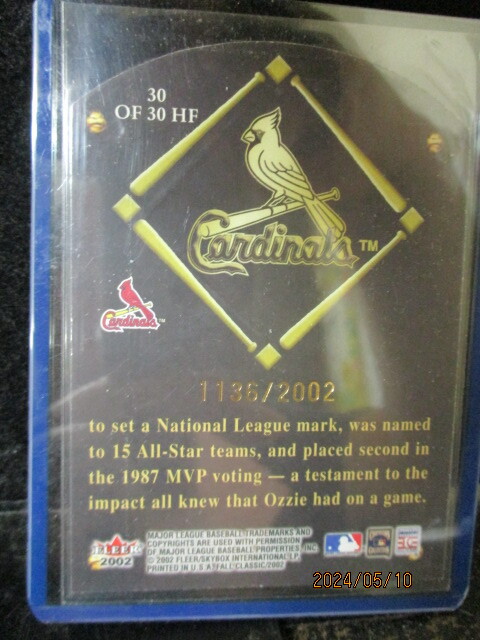 30
OF 30 HF
Cardinals TM
Cardinals
1136/2002
to set a National League mark, was named
to 15 All-Star teams, and placed second in
the 1987 MVP voting — a testament to the
impact all knew that Ozzie had on a game.
FLEER
2002
MAJOR LEAGUE BASEBALL TRADEMARKS AND
COPYRIGHTS ARE USED WITH PERMISSION
OF MAJOR LEAGUE BASEBALL PROPERTIES, INC.
© 2002 FLEER/SKYBOX INTERNATIONAL LP.
PRINTED IN U.S.A. FALL CLASSIC/2002
2024/05/10